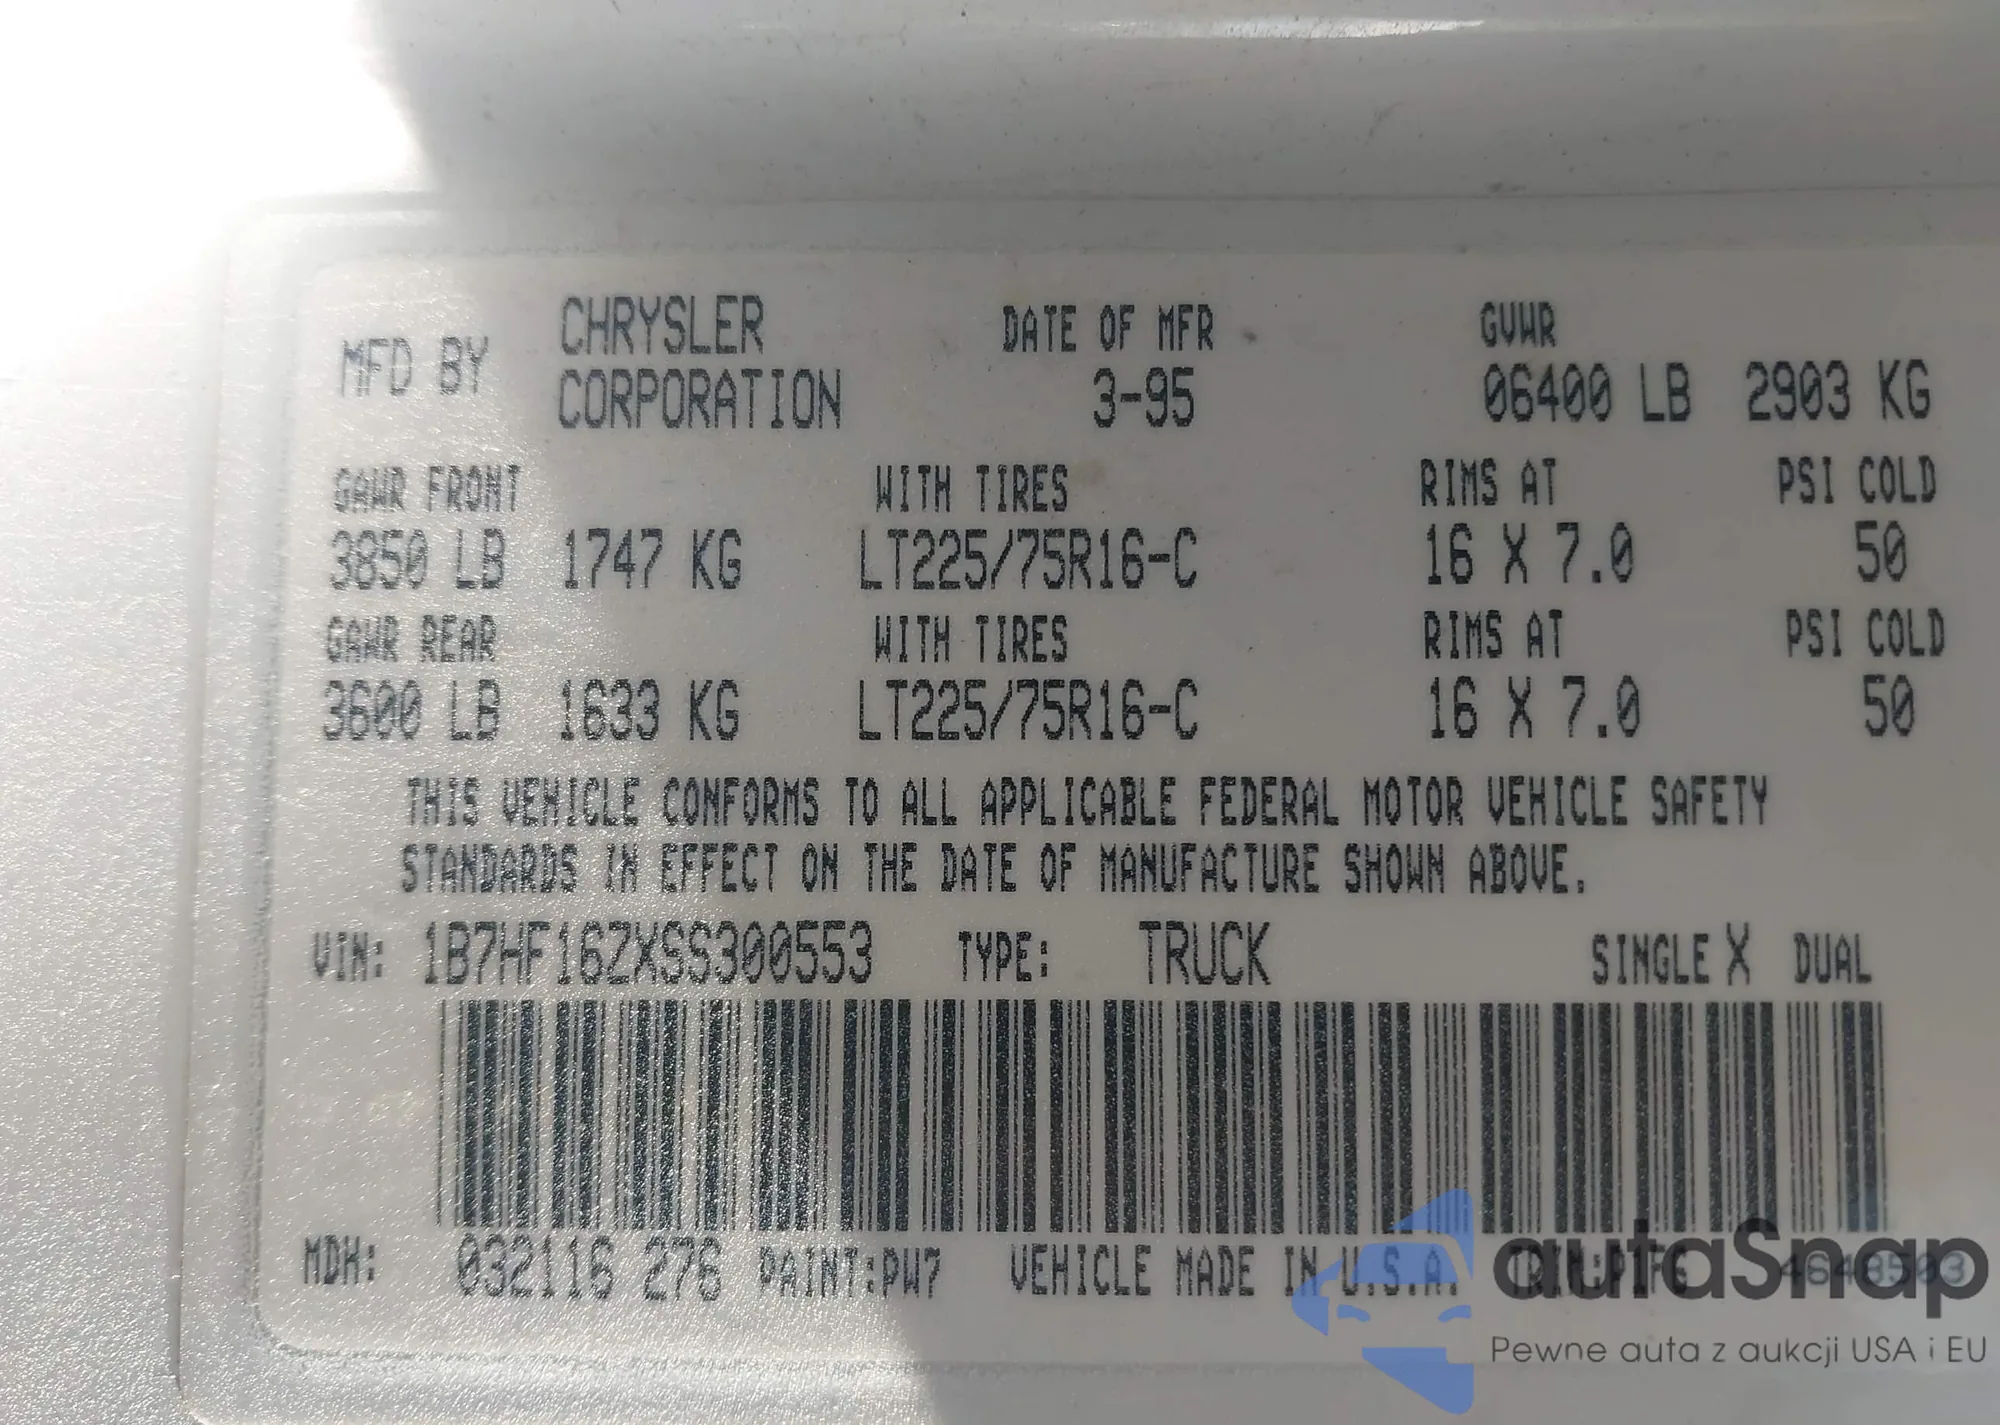 MFD BY CHRYSLER CORPORATION DATE OF MFR 3-95 GVWR 06400 LB 2903 KG
GAWR FRONT WITH TIRES RIMS AT PSI COLD
3850 LB 1747 KG LT225/75R16-C 16 X 7.0 50
GAWR REAR WITH TIRES RIMS AT PSI COLD
3600 LB 1633 KG LT225/75R16-C 16 X 7.0 50
THIS VEHICLE CONFORMS TO ALL APPLICABLE FEDERAL MOTOR VEHICLE SAFETY
STANDARDS IN EFFECT ON THE DATE OF MANUFACTURE SHOWN ABOVE.
VIN: 1B7HF16ZXSS300553 TYPE: TRUCK SINGLE X DUAL
MDH: 032116 276 PAINT:PW7 VEHICLE MADE IN U.S.A. 4648503
autaSnap
Pewne auta z aukcji USA i EU